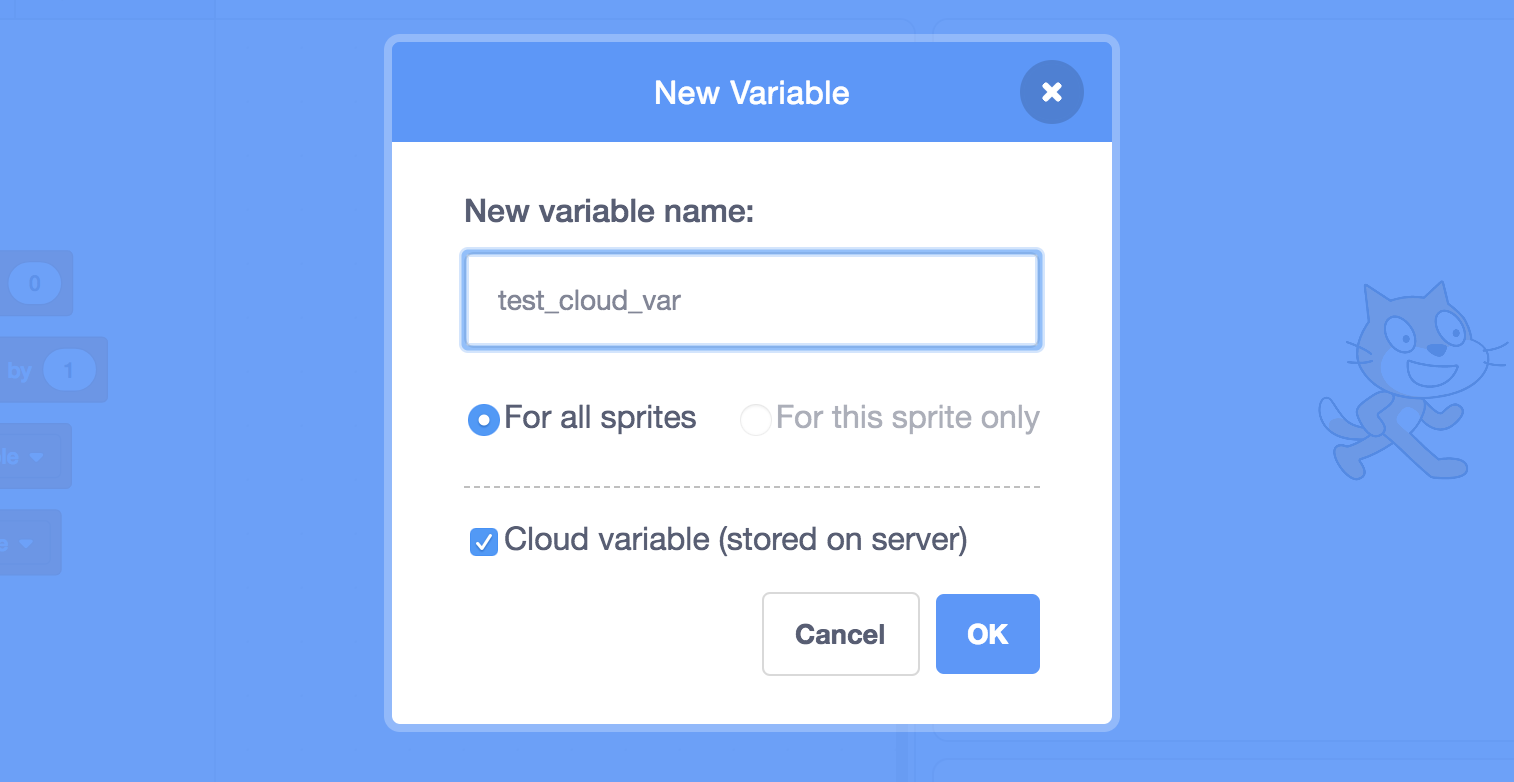 New Variable
New variable name:
test_cloud_var
For all sprites For this sprite only
Cloud variable (stored on server)
Cancel OK
0
by 1